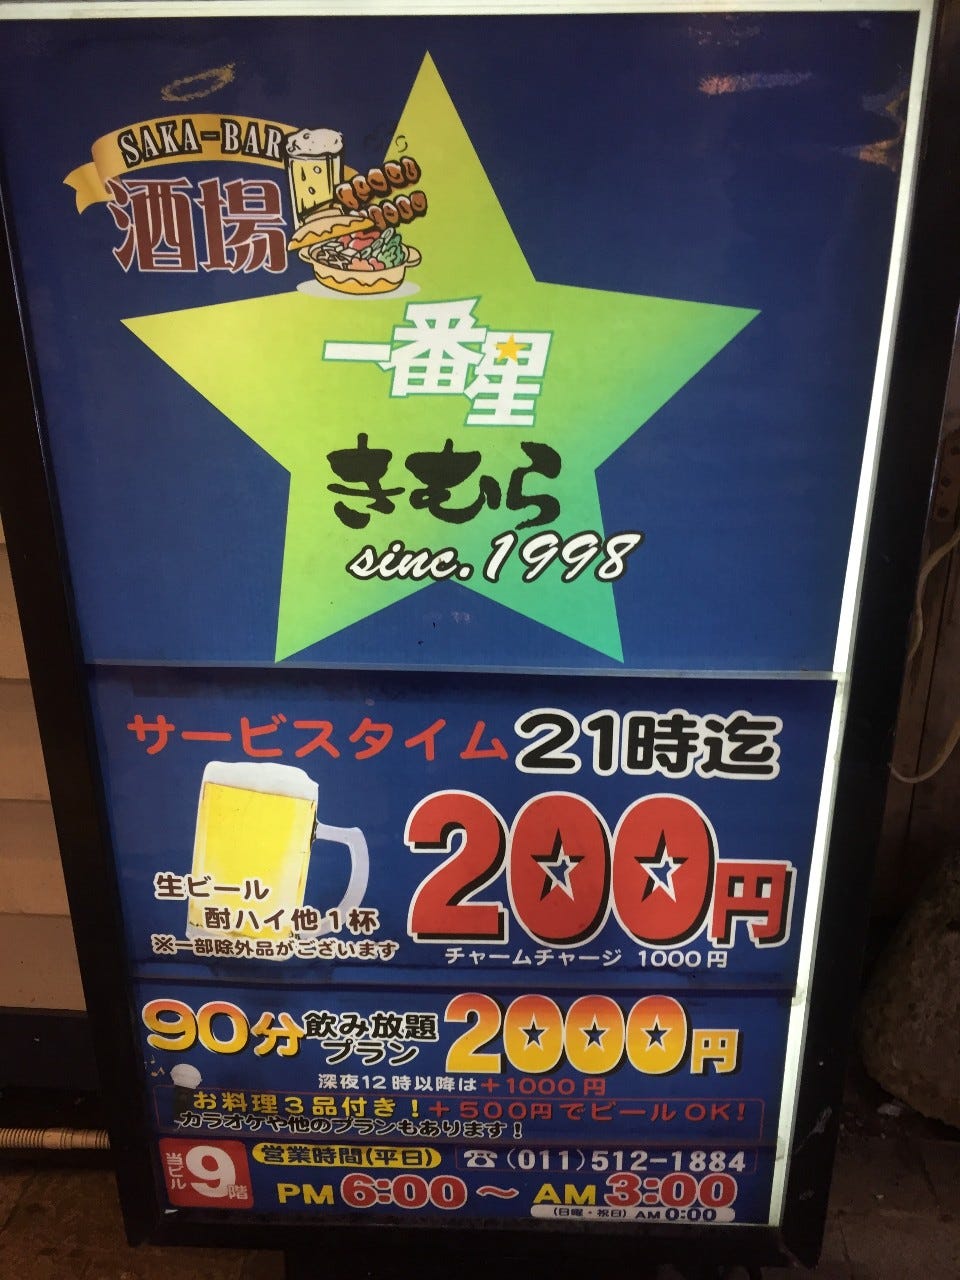 SAKA-BAR
酒場
一番星
きむら
sinc.1998
サービスタイム 21時迄
200円
生ビール
酎ハイ他1杯
※一部除外品がございます
チャームチャージ 1000円
90分 飲み放題プラン 2000円
深夜12時以降は+1000円
お料理3品付き!+500円でビールOK!
カラオケや他のプランもあります!
当ビル9階
営業時間(平日) ☎(011)512-1884
PM 6:00～AM 3:00
(日曜・祝日) AM 0:00